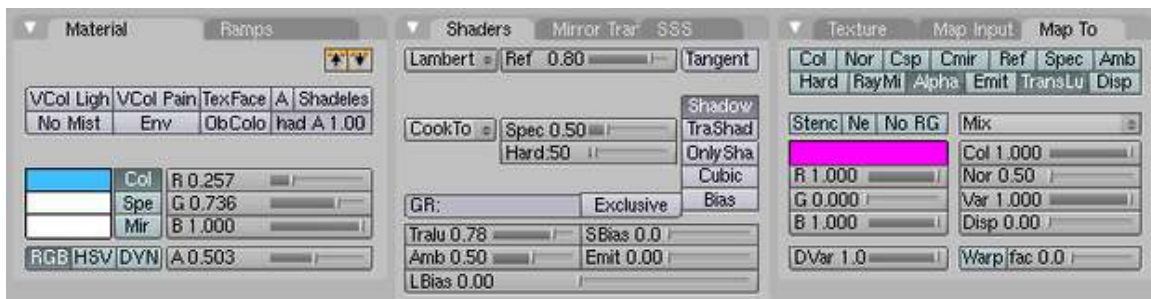 Material Ramps
VCol Ligh VCol Pain TexFace A Shadeles
No Mist Env ObColo had A 1.00
Col R 0.257
Spe G 0.736
Mir B 1.000
RGB HSV DYN A 0.503
Shaders Mirror Trar SSS
Lambert Ref 0.80 Tangent
Shadow
CookTo Spec 0.50 TraShad
Hard:50 OnlySha
Cubic
GR: Exclusive Bias
Tralu 0.78 SBias 0.0
Amb 0.50 Emit 0.00
LBias 0.00
Texture Map Input Map To
Col Nor Csp Cmir Ref Spec Amb
Hard RayMi Alpha Emit TransLu Disp
Stenc Ne No RG Mix
Col 1.000
R 1.000 Nor 0.50
G 0.000 Var 1.000
B 1.000 Disp 0.00
DVar 1.0 Warp fac 0.0